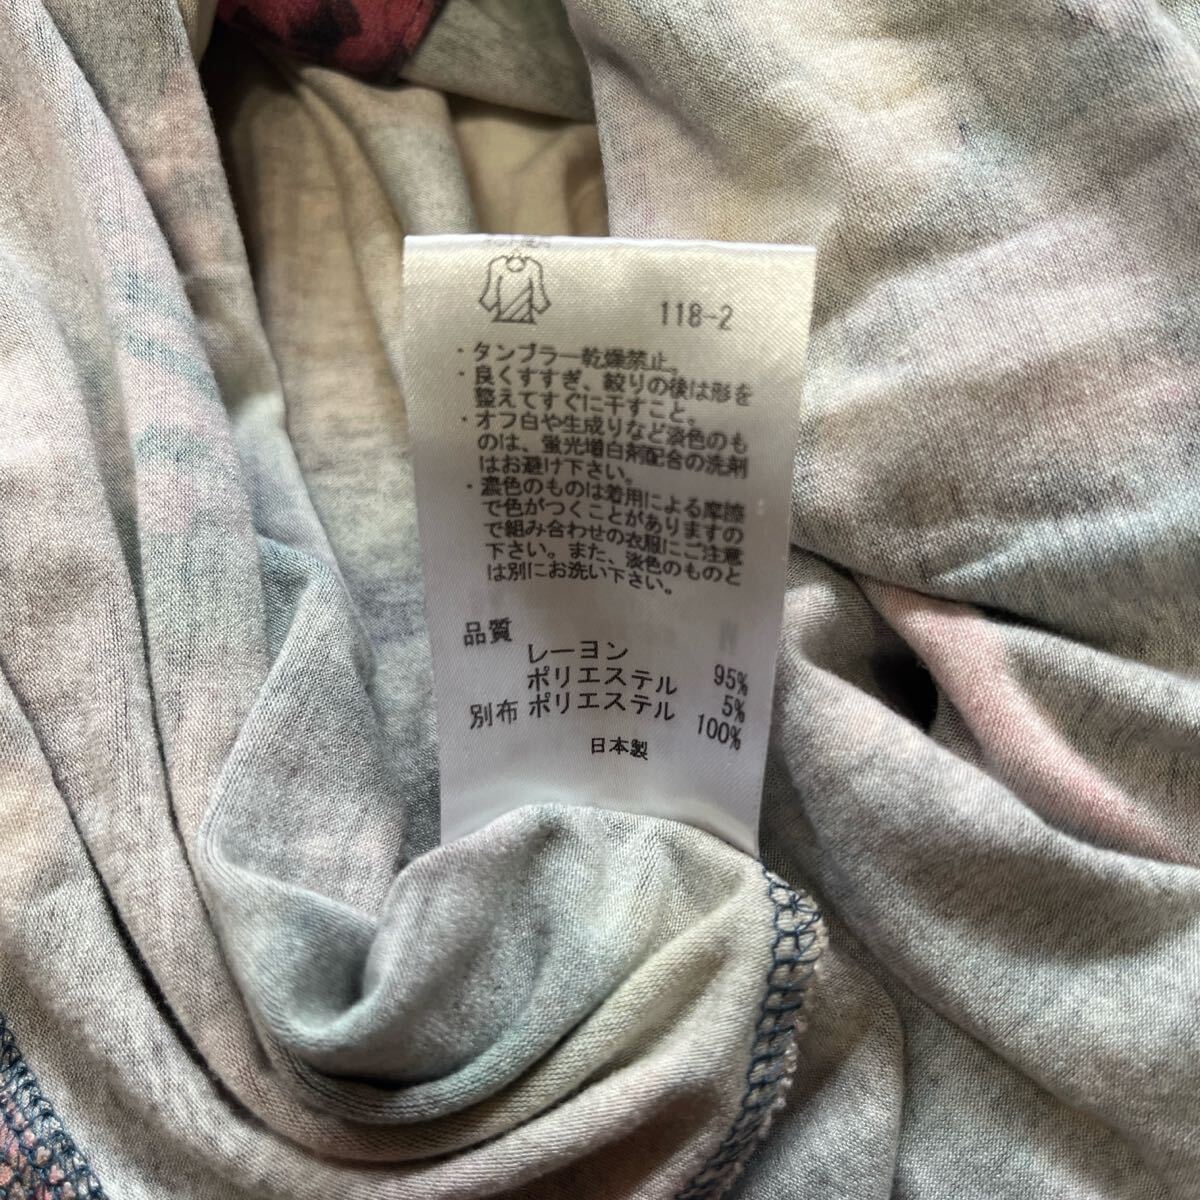 118-2
・タンブラー乾燥禁止。
・良くすすぎ、絞りの後は形を
整えてすぐに干すこと。
・オフ白や生成りなど淡色のも
のは、蛍光増白剤配合の洗剤
はお避け下さい。
・濃色のものは着用による摩擦
で色がつくことがありますの
で組み合わせの衣服にご注意
下さい。また、淡色のものと
は別にお洗い下さい。
品質
レーヨン 95%
ポリエステル 5%
別布 ポリエステル 100%
日本製